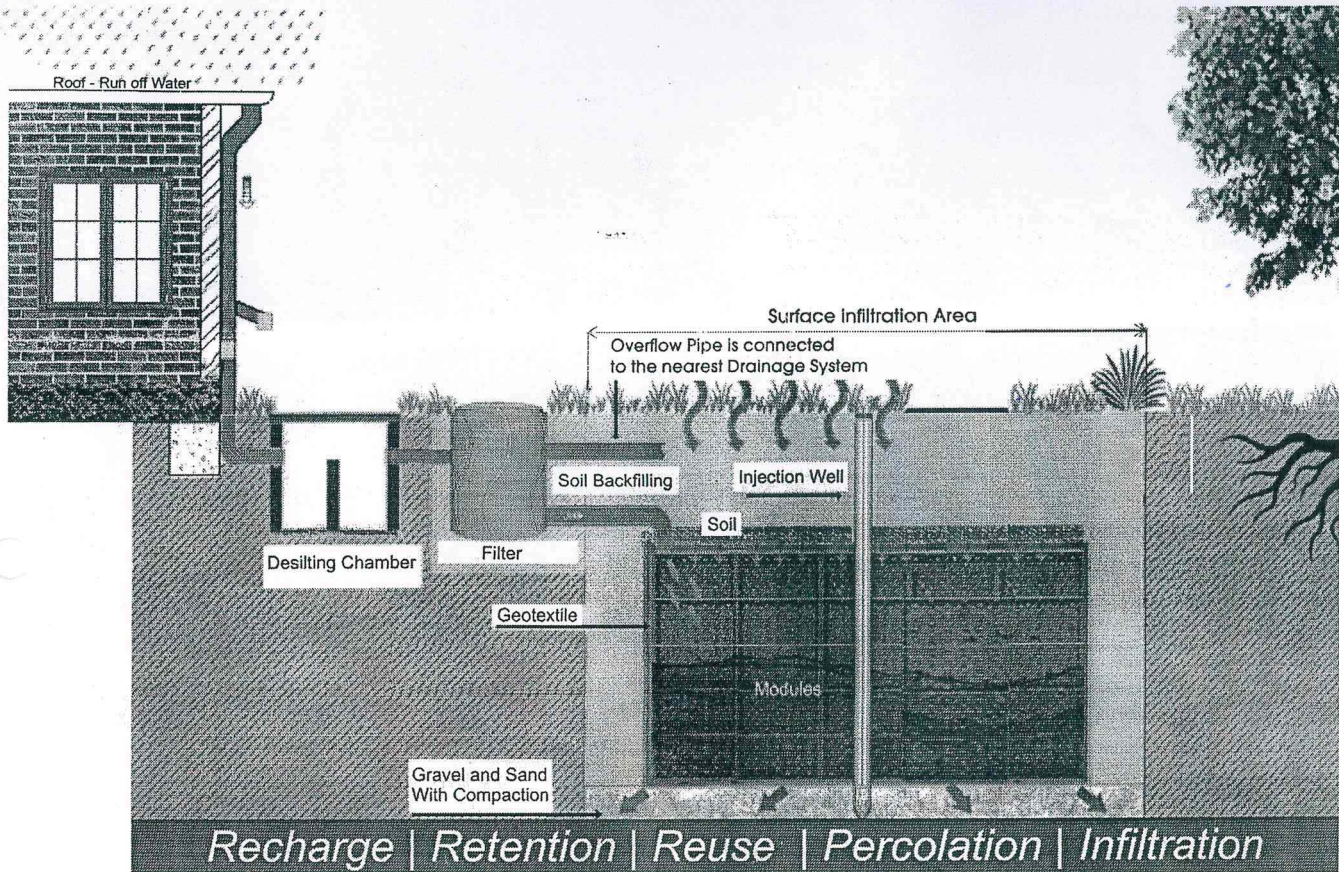 Roof - Run off Water
Surface Infiltration Area
Overflow Pipe is connected
to the nearest Drainage System
Soil Backfilling
Injection Well
Soil
Desilting Chamber
Filter
Geotextile
Modules
Gravel and Sand
With Compaction
Recharge | Retention | Reuse | Percolation | Infiltration